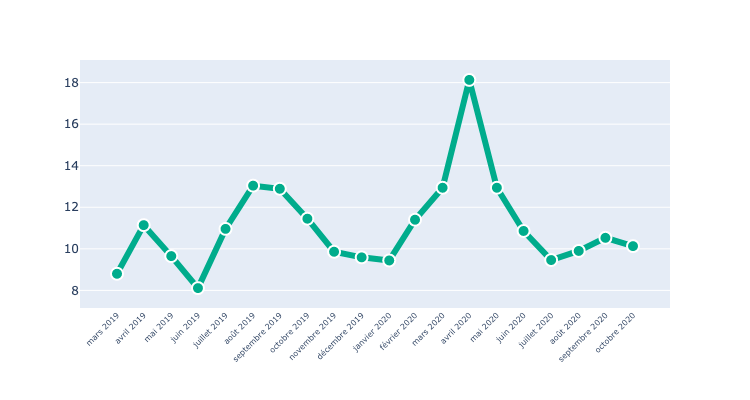 18
16
14
12
10
8
mars 2019
avril 2019
mai 2019
juin 2019
juillet 2019
août 2019
septembre 2019
octobre 2019
novembre 2019
décembre 2019
janvier 2020
février 2020
mars 2020
avril 2020
mai 2020
juin 2020
juillet 2020
août 2020
septembre 2020
octobre 2020